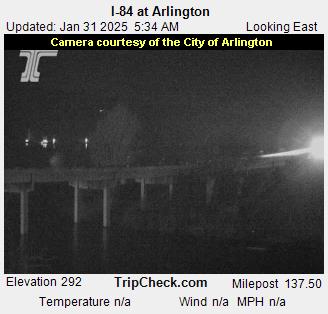 I-84 at Arlington
Updated: Jan 31 2025 5:34 AM Looking East
Camera courtesy of the City of Arlington
Elevation 292 TripCheck.com Milepost 137.50
Temperature n/a Wind n/a MPH n/a